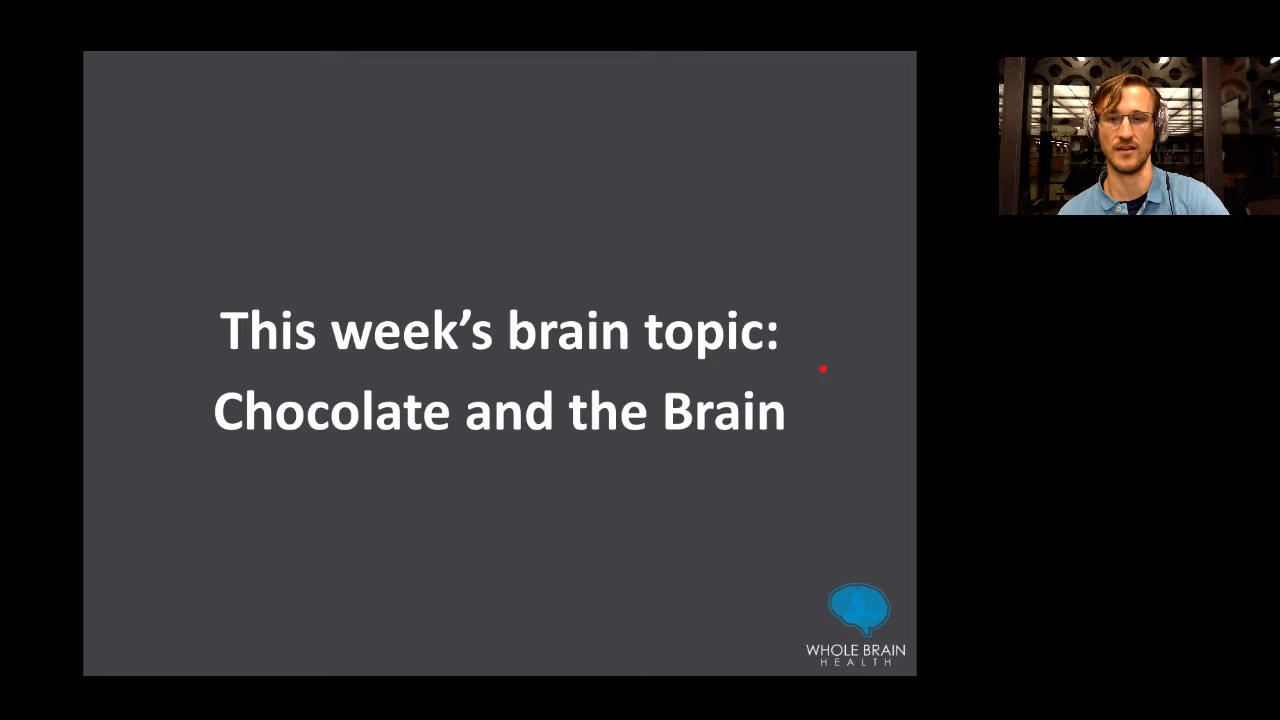 This week’s brain topic:
Chocolate and the Brain
WHOLE BRAIN
HEALTH